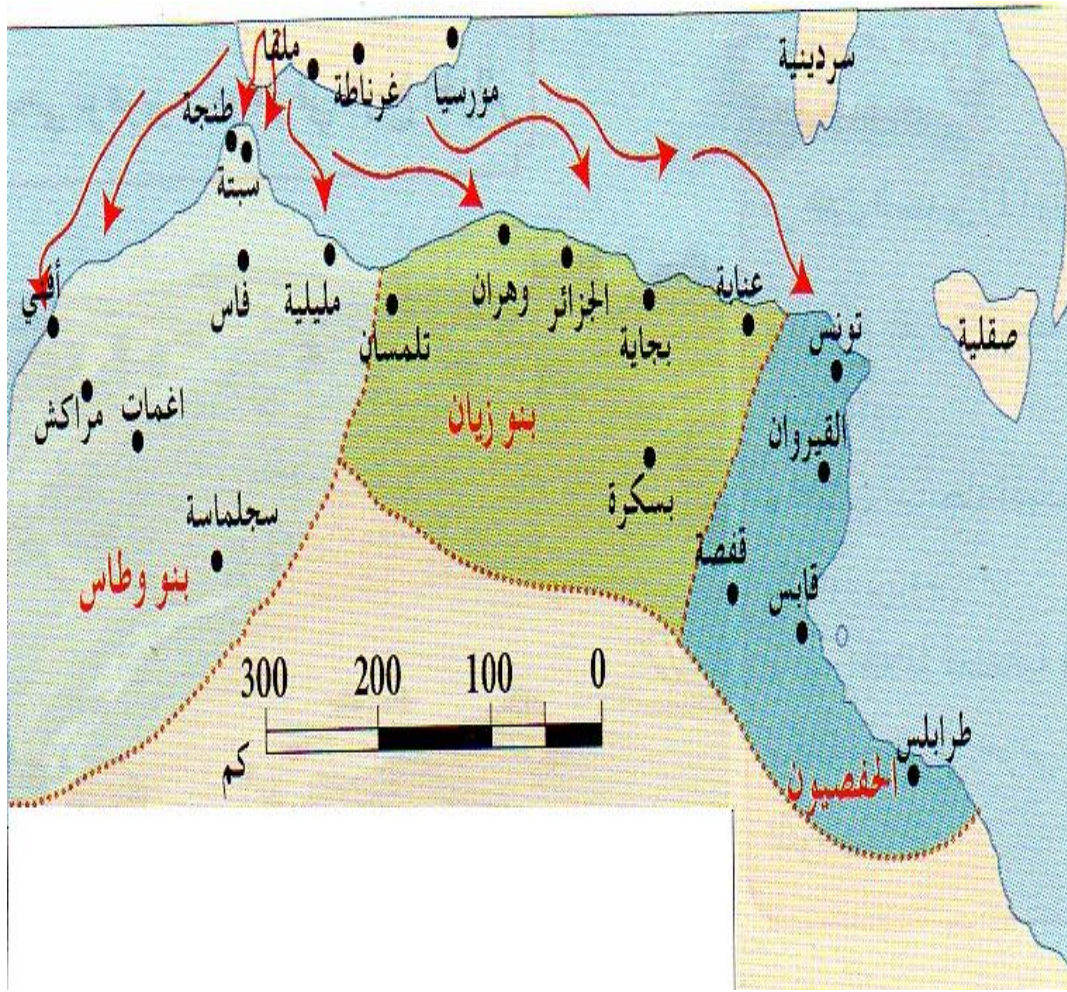 سردينية
ملقا
غرناطة
مورسيا
طنجة
سبتة
أفني
فاس
مليلية
وهران
الجزائر
عنابة
تونس
صقلية
تلمسان
بجاية
مراكش
اغمات
بنو زيان
القيروان
بسكرة
سجلماسة
قفصة
قابس
بنو وطاس
300 200 100 0
كم
طرابلس
الحفصيون